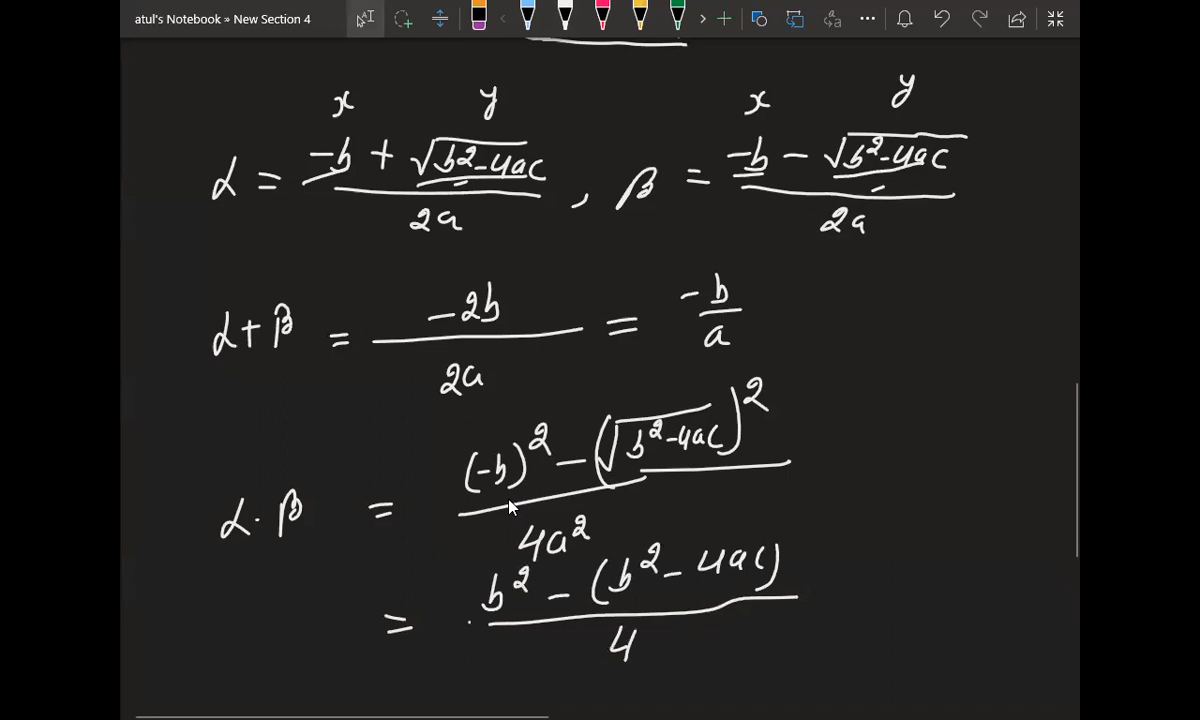 atul's Notebook » New Section 4
x y x y
α = (-b + √(b²-4ac))/2a , β = (-b - √(b²-4ac))/2a
α+β = -2b/2a = -b/a
α·β = ((-b)² - (√(b²-4ac))²)/4a²
= (b² - (b²-4ac))/4